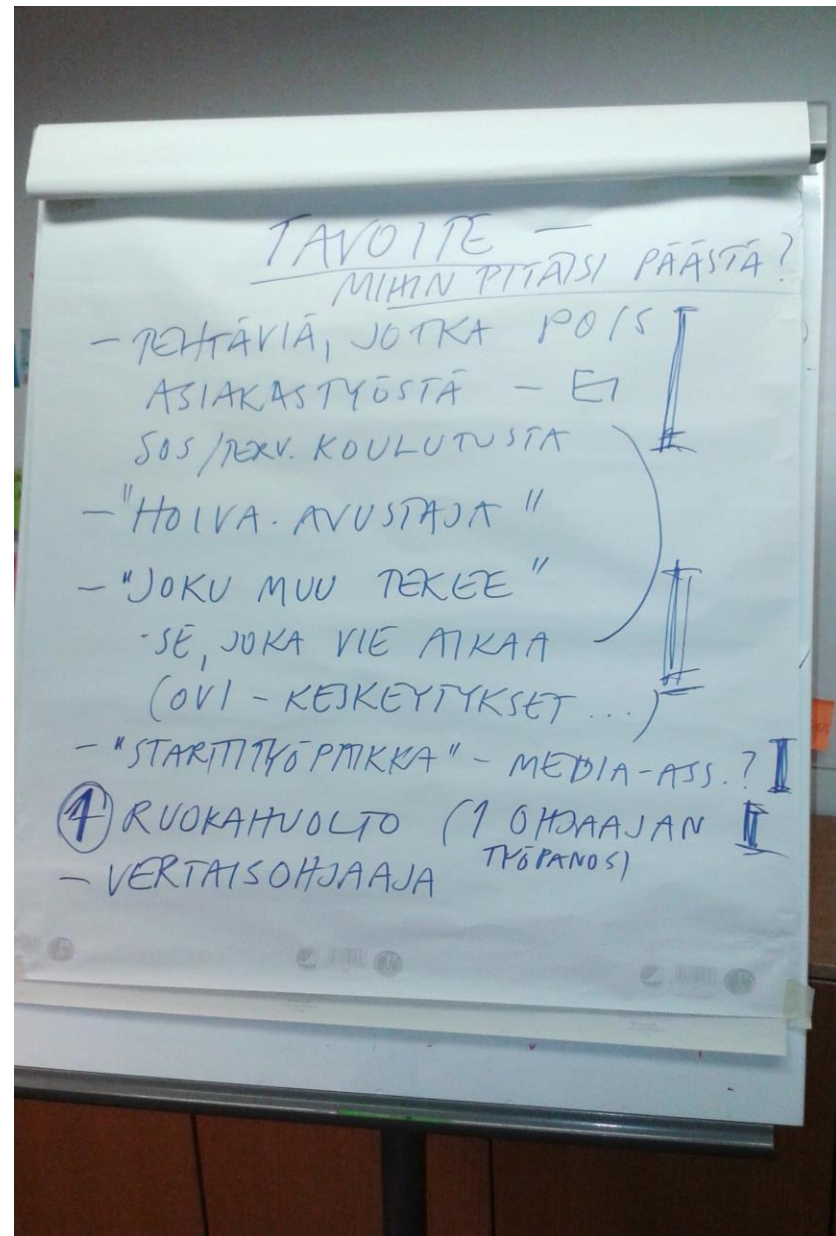 TAVOITE —
MIHIN PITÄISI PÄÄSTÄ?
- TEHTÄVIÄ, JOTKA POIS
ASIAKASTYÖSTÄ - EI
SOS/TERV. KOULUTUSTA
- "HOIVA-AVUSTAJA"
- "JOKU MUU TEKEE"
- SE, JOKA VIE AIKAA
(OVI - KESKEYTYKSET ...)
- "STARTTITYÖPAIKKA" - MEDIA-ASS.?
1 RUOKAHUOLTO (1 OHJAAJAN
TYÖPANOS)
- VERTAISOHJAAJA